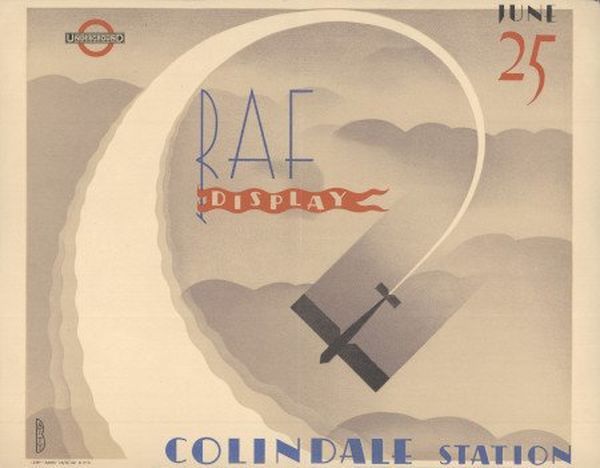 UNDERGROUND
JUNE
25
RAF
DISPLAY
COLINDALE STATION